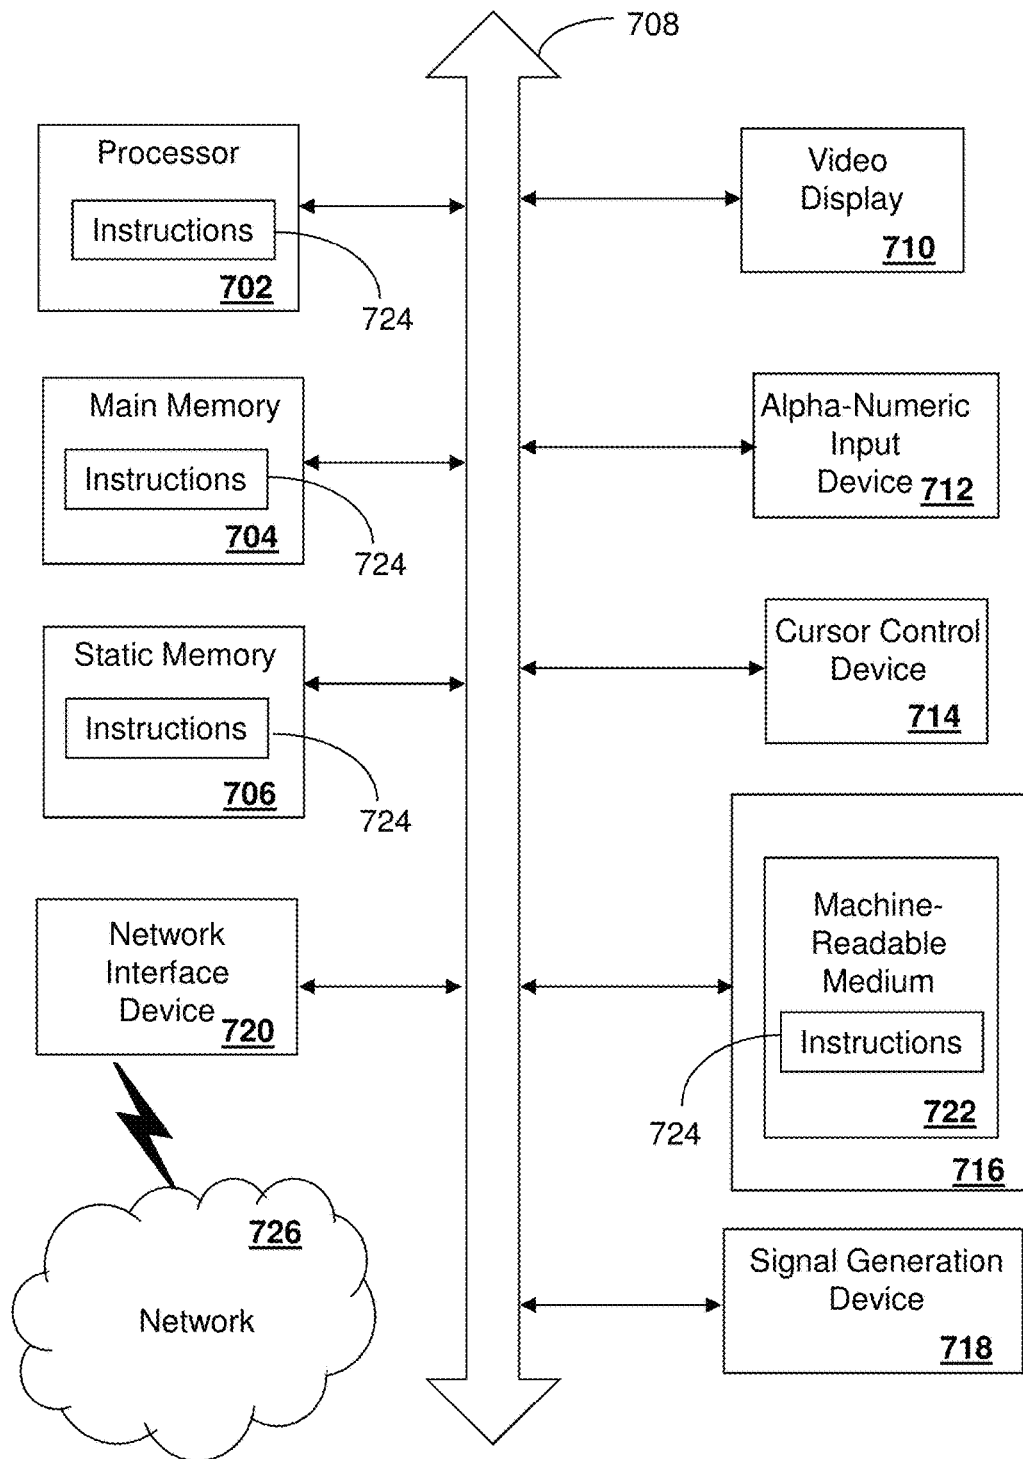 708
Processor
Instructions
702
724
Main Memory
Instructions
704
724
Static Memory
Instructions
706
724
Network
Interface
Device
720
726
Network
Video
Display
710
Alpha-Numeric
Input
Device 712
Cursor Control
Device
714
Machine-
Readable
Medium
Instructions
724
722
716
Signal Generation
Device
718